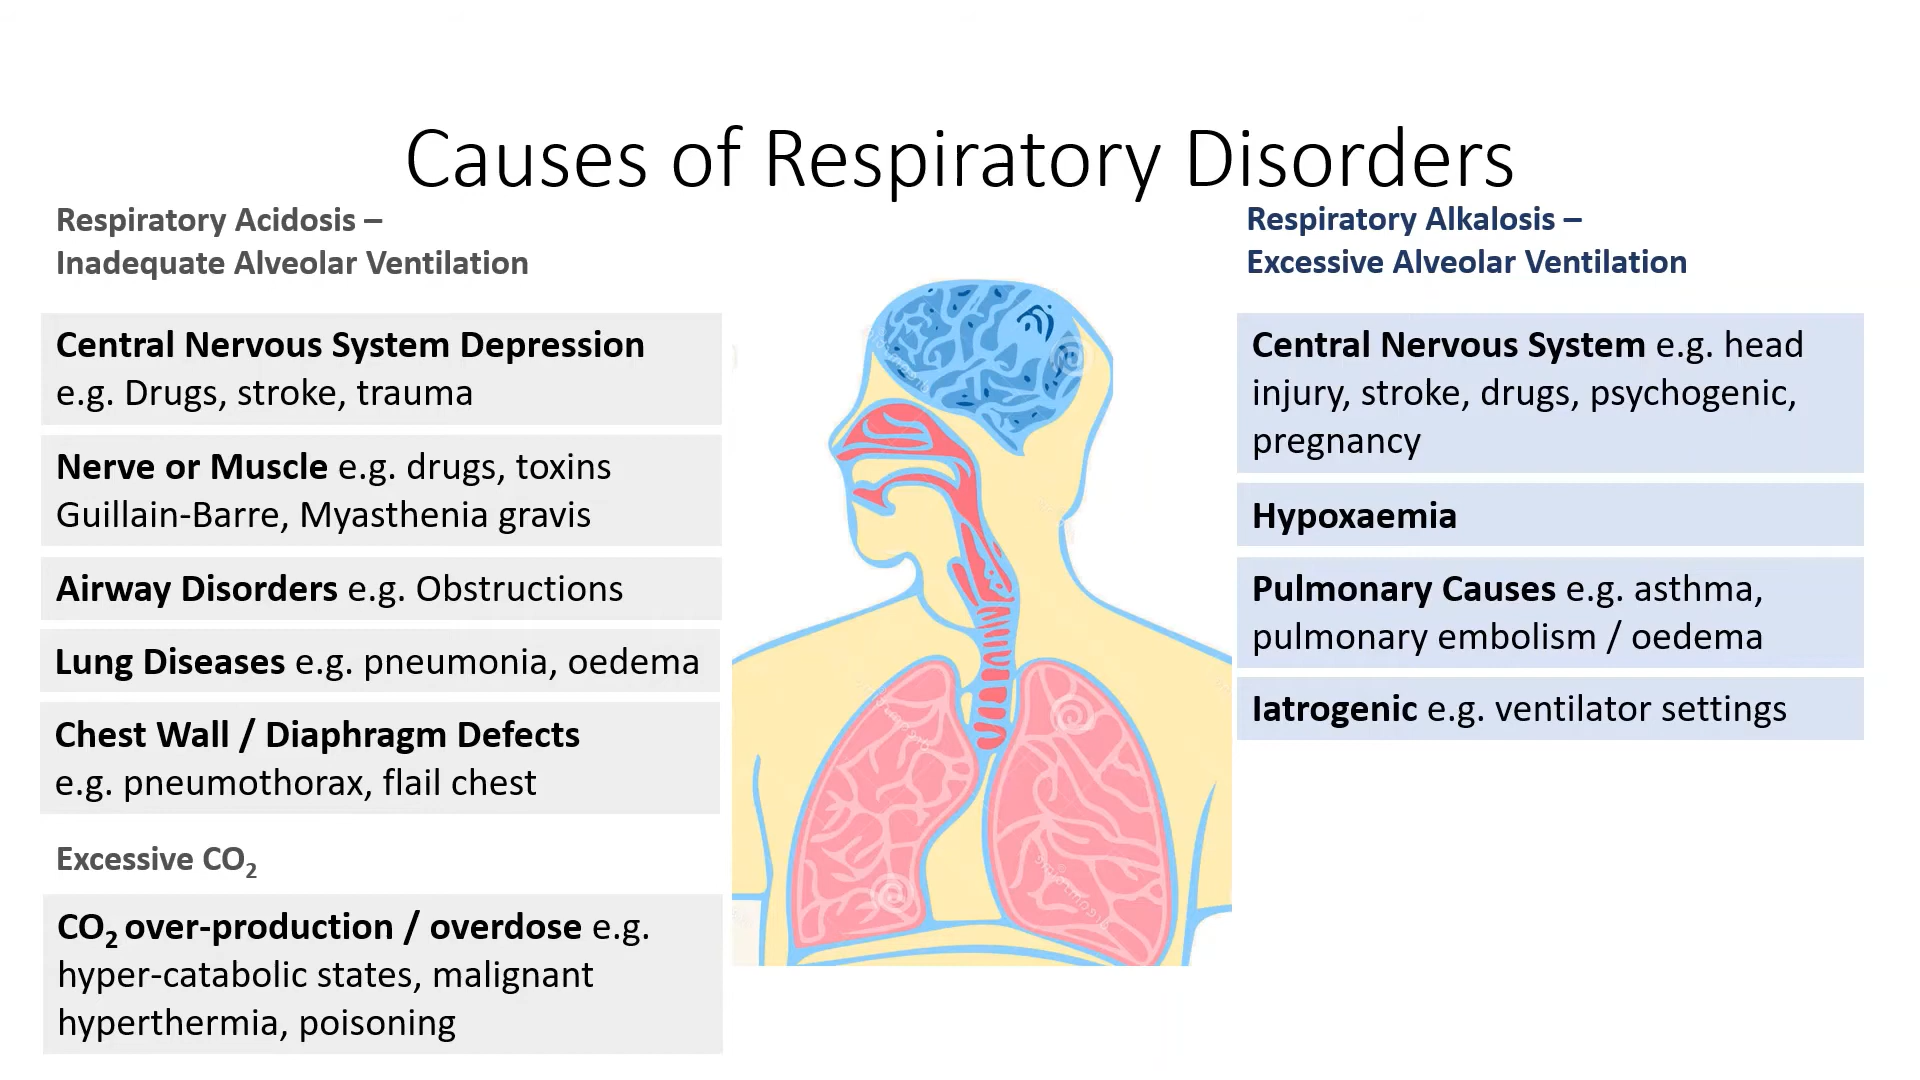 Causes of Respiratory Disorders
Respiratory Acidosis –
Inadequate Alveolar Ventilation
Central Nervous System Depression
e.g. Drugs, stroke, trauma
Nerve or Muscle e.g. drugs, toxins
Guillain-Barre, Myasthenia gravis
Airway Disorders e.g. Obstructions
Lung Diseases e.g. pneumonia, oedema
Chest Wall / Diaphragm Defects
e.g. pneumothorax, flail chest
Excessive CO₂
CO₂ over-production / overdose e.g.
hyper-catabolic states, malignant
hyperthermia, poisoning
Respiratory Alkalosis –
Excessive Alveolar Ventilation
Central Nervous System e.g. head
injury, stroke, drugs, psychogenic,
pregnancy
Hypoxaemia
Pulmonary Causes e.g. asthma,
pulmonary embolism / oedema
Iatrogenic e.g. ventilator settings